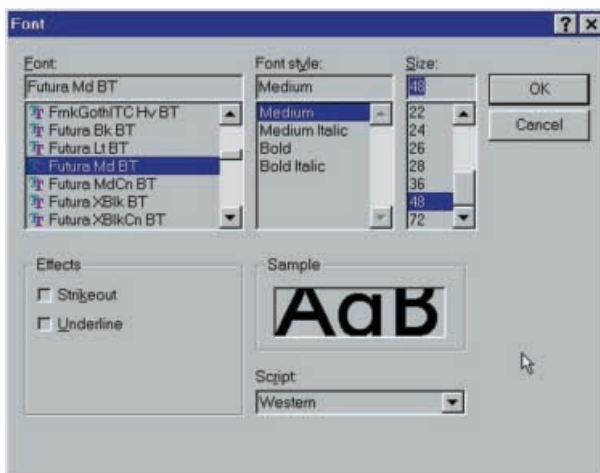 Font
Font:
Futura Md BT
FrnkGothITC Hv BT
Futura Bk BT
Futura Lt BT
Futura Md BT
Futura MdCn BT
Futura XBlk BT
Futura XBlkCn BT
Font style:
Medium
Medium
Medium Italic
Bold
Bold Italic
Size:
48
22
24
26
28
36
48
72
OK
Cancel
Effects
Strikeout
Underline
Sample
AaB
Script:
Western